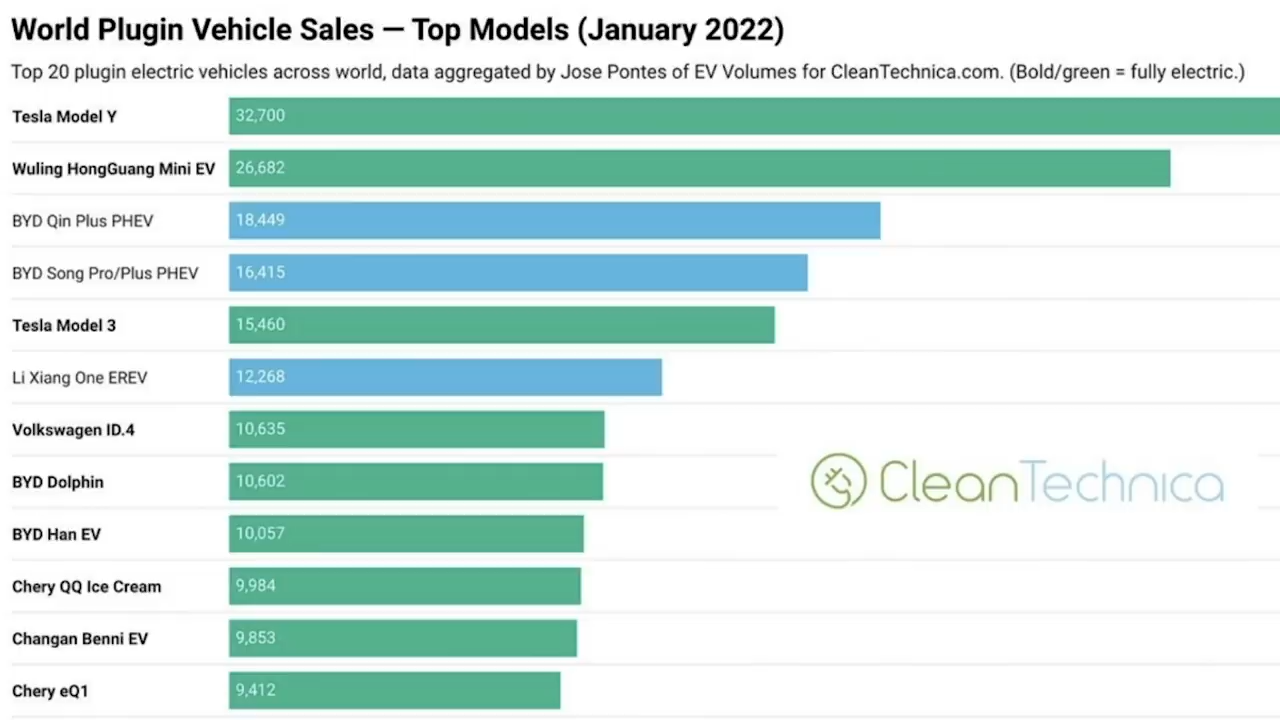 World Plugin Vehicle Sales — Top Models (January 2022)
Top 20 plugin electric vehicles across world, data aggregated by Jose Pontes of EV Volumes for CleanTechnica.com. (Bold/green = fully electric.)
Tesla Model Y 32,700
Wuling HongGuang Mini EV 26,682
BYD Qin Plus PHEV 18,449
BYD Song Pro/Plus PHEV 16,415
Tesla Model 3 15,460
Li Xiang One EREV 12,268
Volkswagen ID.4 10,635
BYD Dolphin 10,602
CleanTechnica
BYD Han EV 10,057
Chery QQ Ice Cream 9,984
Changan Benni EV 9,853
Chery eQ1 9,412